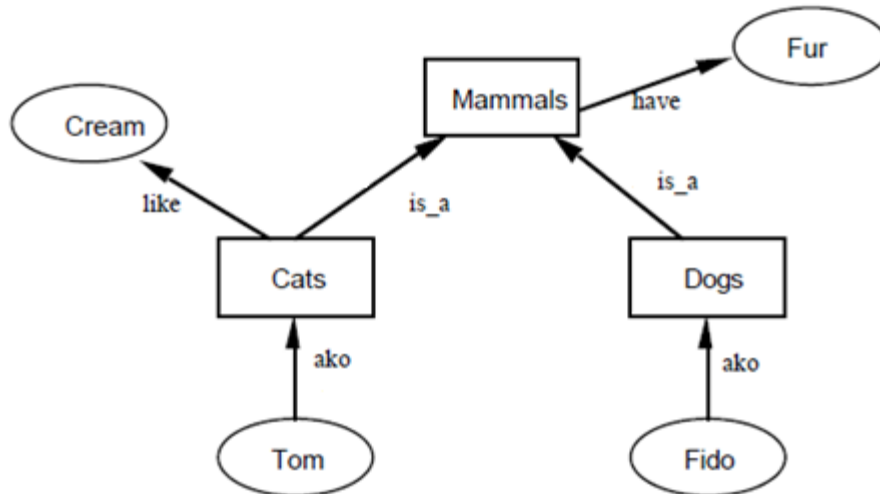 Fur
Mammals
have
Cream
is_a
like
is_a
Cats
Dogs
ako
ako
Tom
Fido